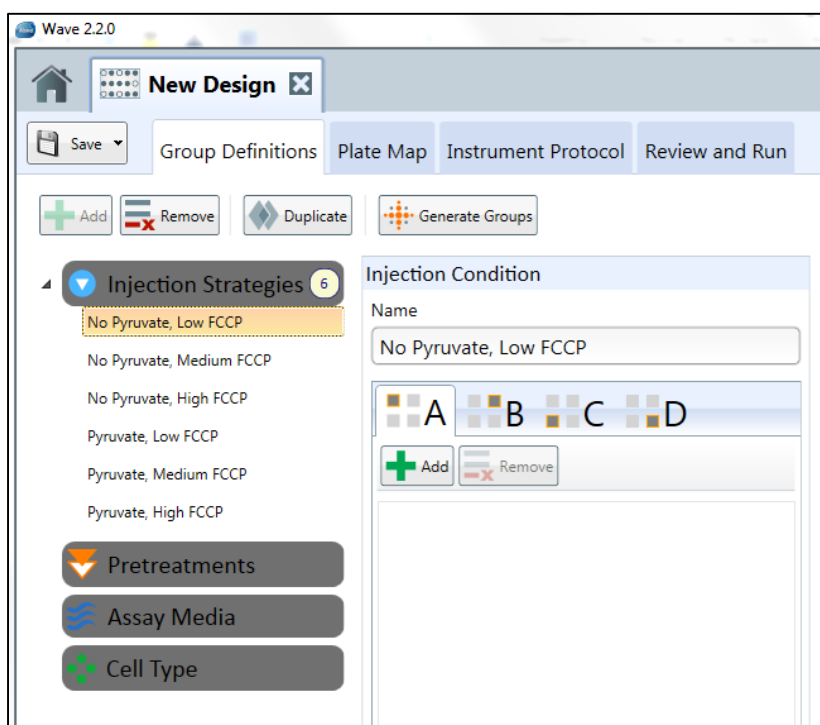 Wave 2.2.0
New Design
Save
Group Definitions Plate Map Instrument Protocol Review and Run
Add Remove Duplicate Generate Groups
Injection Strategies 6
No Pyruvate, Low FCCP
No Pyruvate, Medium FCCP
No Pyruvate, High FCCP
Pyruvate, Low FCCP
Pyruvate, Medium FCCP
Pyruvate, High FCCP
Pretreatments
Assay Media
Cell Type
Injection Condition
Name
No Pyruvate, Low FCCP
A B C D
Add Remove